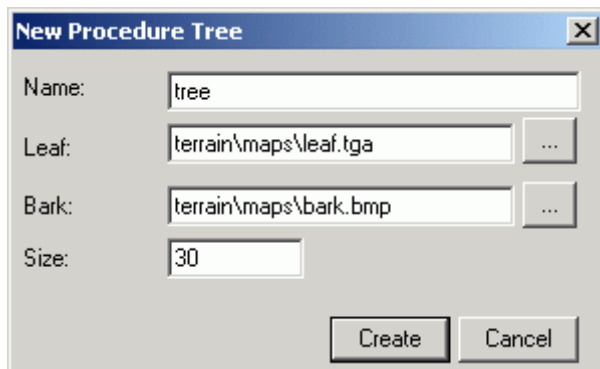 New Procedure Tree
Name: tree
Leaf: terrain\maps\leaf.tga ...
Bark: terrain\maps\bark.bmp ...
Size: 30
Create Cancel